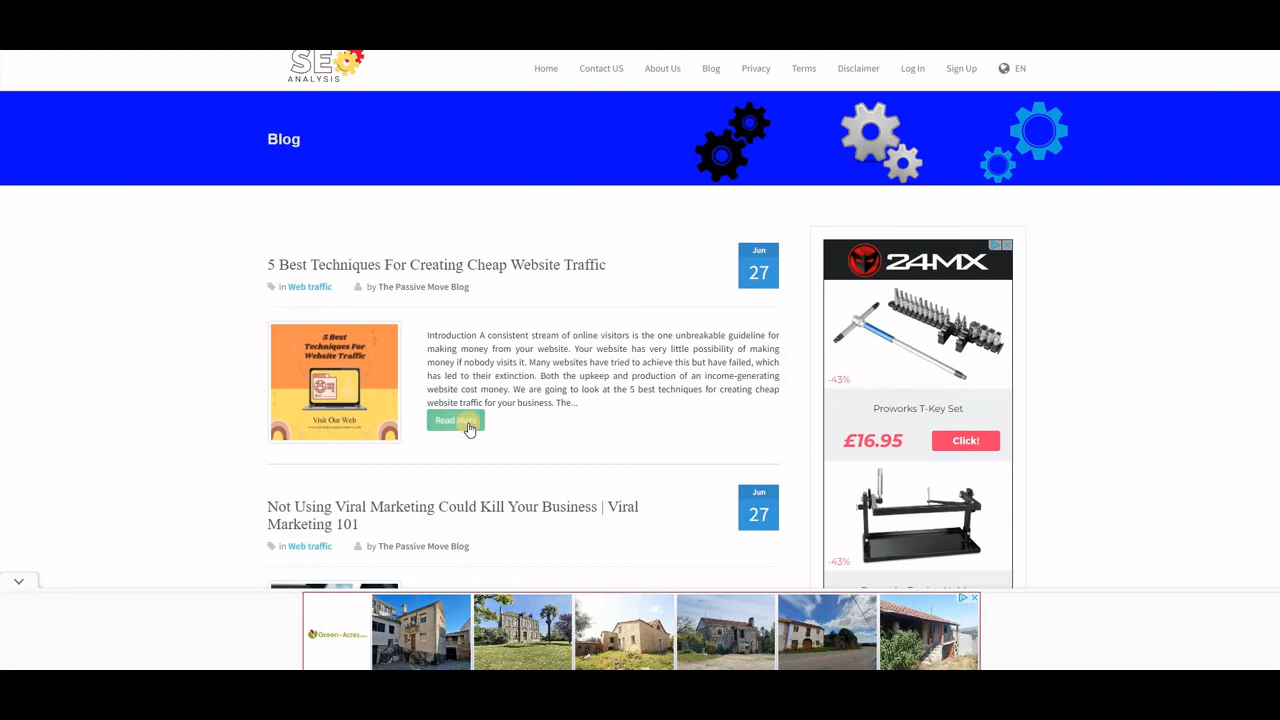 SE
ANALYSIS
Home Contact US About Us Blog Privacy Terms Disclaimer Log In Sign Up EN
Blog
5 Best Techniques For Creating Cheap Website Traffic
Jun
27
in Web traffic by The Passive Move Blog
5 Best
Techniques For
Website Traffic
Visit Our Web
Introduction A consistent stream of online visitors is the one unbreakable guideline for
making money from your website. Your website has very little possibility of making
money if nobody visits it. Many websites have tried to achieve this but have failed, which
has led to their extinction. Both the upkeep and production of an income-generating
website cost money. We are going to look at the 5 best techniques for creating cheap
website traffic for your business. The...
Read More
Not Using Viral Marketing Could Kill Your Business | Viral
Marketing 101
Jun
27
in Web traffic by The Passive Move Blog
24MX
-43%
Proworks T-Key Set
£16.95 Click!
-43%
Green-Acres.com